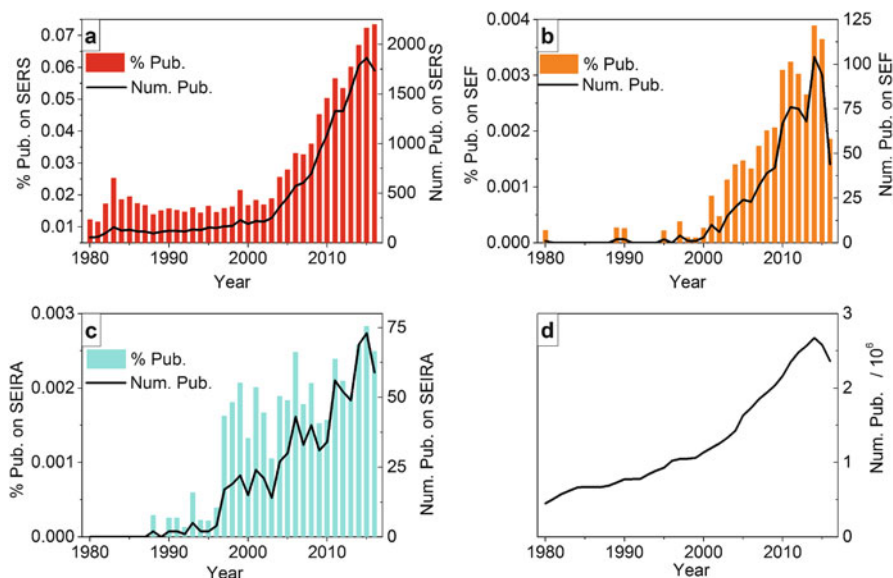 a
% Pub.
Num. Pub.
% Pub. on SERS
0.07
0.06
0.05
0.04
0.03
0.02
0.01
Num. Pub. on SERS
2000
1500
1000
500
0
1980 1990 2000 2010
Year
b
% Pub.
Num. Pub.
% Pub. on SEF
0.004
0.003
0.002
0.001
0.000
Num. Pub. on SEF
125
100
75
50
25
0
1980 1990 2000 2010
Year
c
% Pub.
Num. Pub.
% Pub. on SEIRA
0.003
0.002
0.001
0.000
Num. Pub. on SEIRA
75
50
25
0
1980 1990 2000 2010
Year
d
Num. Pub. / 10⁶
3
2
1
0
1980 1990 2000 2010
Year